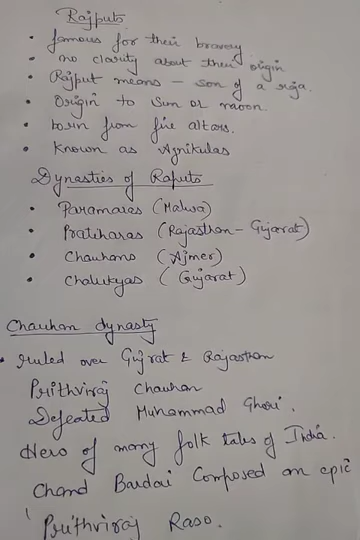 Rajputs
• famous for their bravery
• no clarity about their origin
• Rajput means - son of a raja.
• Origin to Sun or moon.
• born from fire altars.
• Known as Agnikulas
Dynasties of Raputs
• Paramaras (Malwa)
• Pratiharas (Rajasthan - Gujarat)
• Chauhans (Ajmer)
• Chalukyas (Gujarat)
Chauhan dynasty
• ruled over Gujrat & Rajasthan
Prithviraj Chauhan
Defeated Muhammad Ghori.
Hero of many folk tales of India.
Chand Bardai Composed an epic
'Prithviraj Raso.